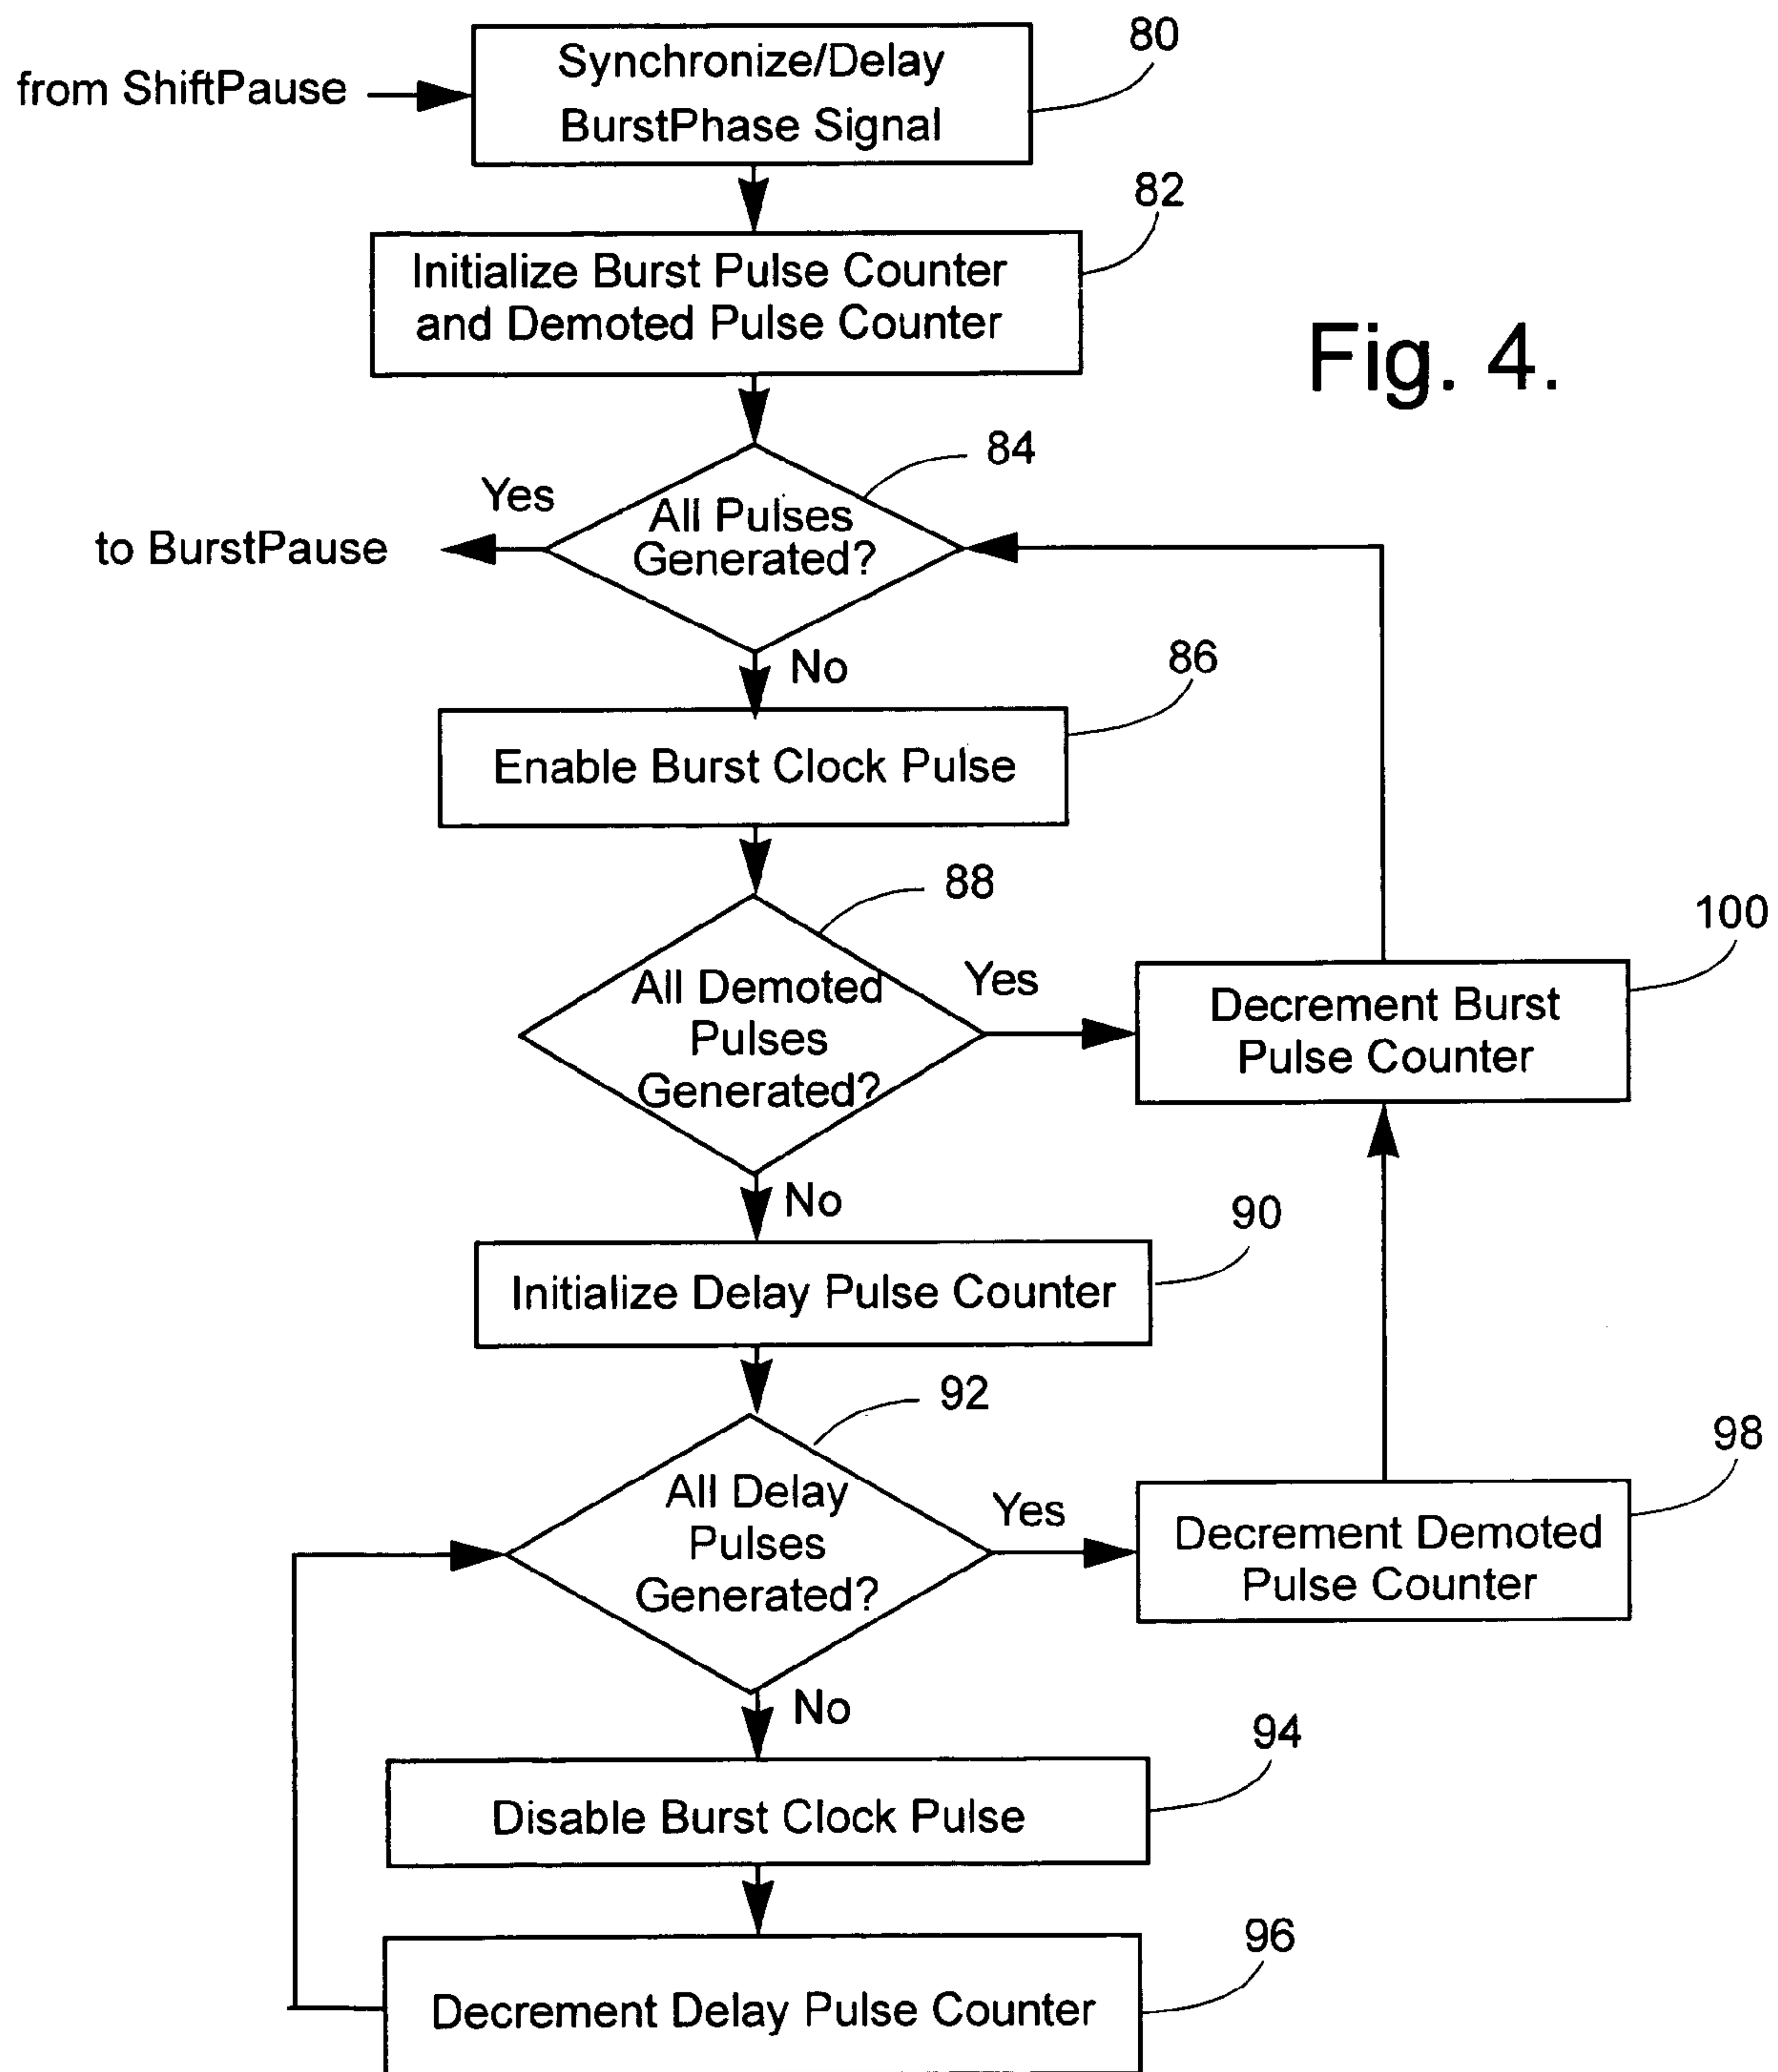 80
Synchronize/Delay
from ShiftPause
BurstPhase Signal
82
Initialize Burst Pulse Counter
and Demoted Pulse Counter
Fig. 4.
84
Yes
All Pulses
to BurstPause
Generated?
No
86
Enable Burst Clock Pulse
88
100
Yes
All Demoted
Pulses
Generated?
Decrement Burst
Pulse Counter
No
90
Initialize Delay Pulse Counter
92
98
All Delay
Pulses
Generated?
Yes
Decrement Demoted
Pulse Counter
No
94
Disable Burst Clock Pulse
96
Decrement Delay Pulse Counter